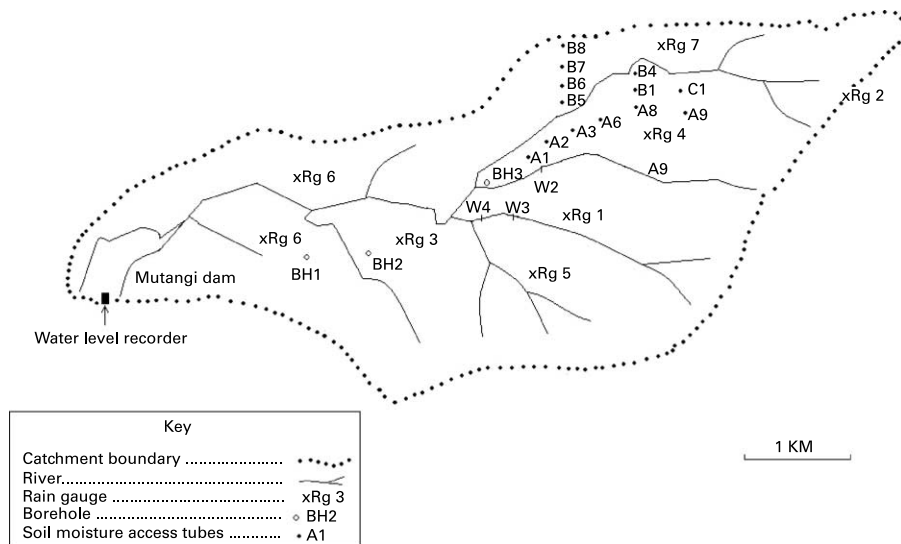 B8
xRg 7
B7
B4
B6
C1
B1
xRg 2
B5
A8
A9
A6
A3
xRg 4
A2
A1
BH3
A9
xRg 6
W2
W4
W3
xRg 1
xRg 6
xRg 3
BH1
BH2
xRg 5
Mutangi dam
Water level recorder
Key
Catchment boundary ..................
River...............................................
Rain gauge ................................ xRg 3
Borehole .................................... BH2
Soil moisture access tubes ........... A1
1 KM